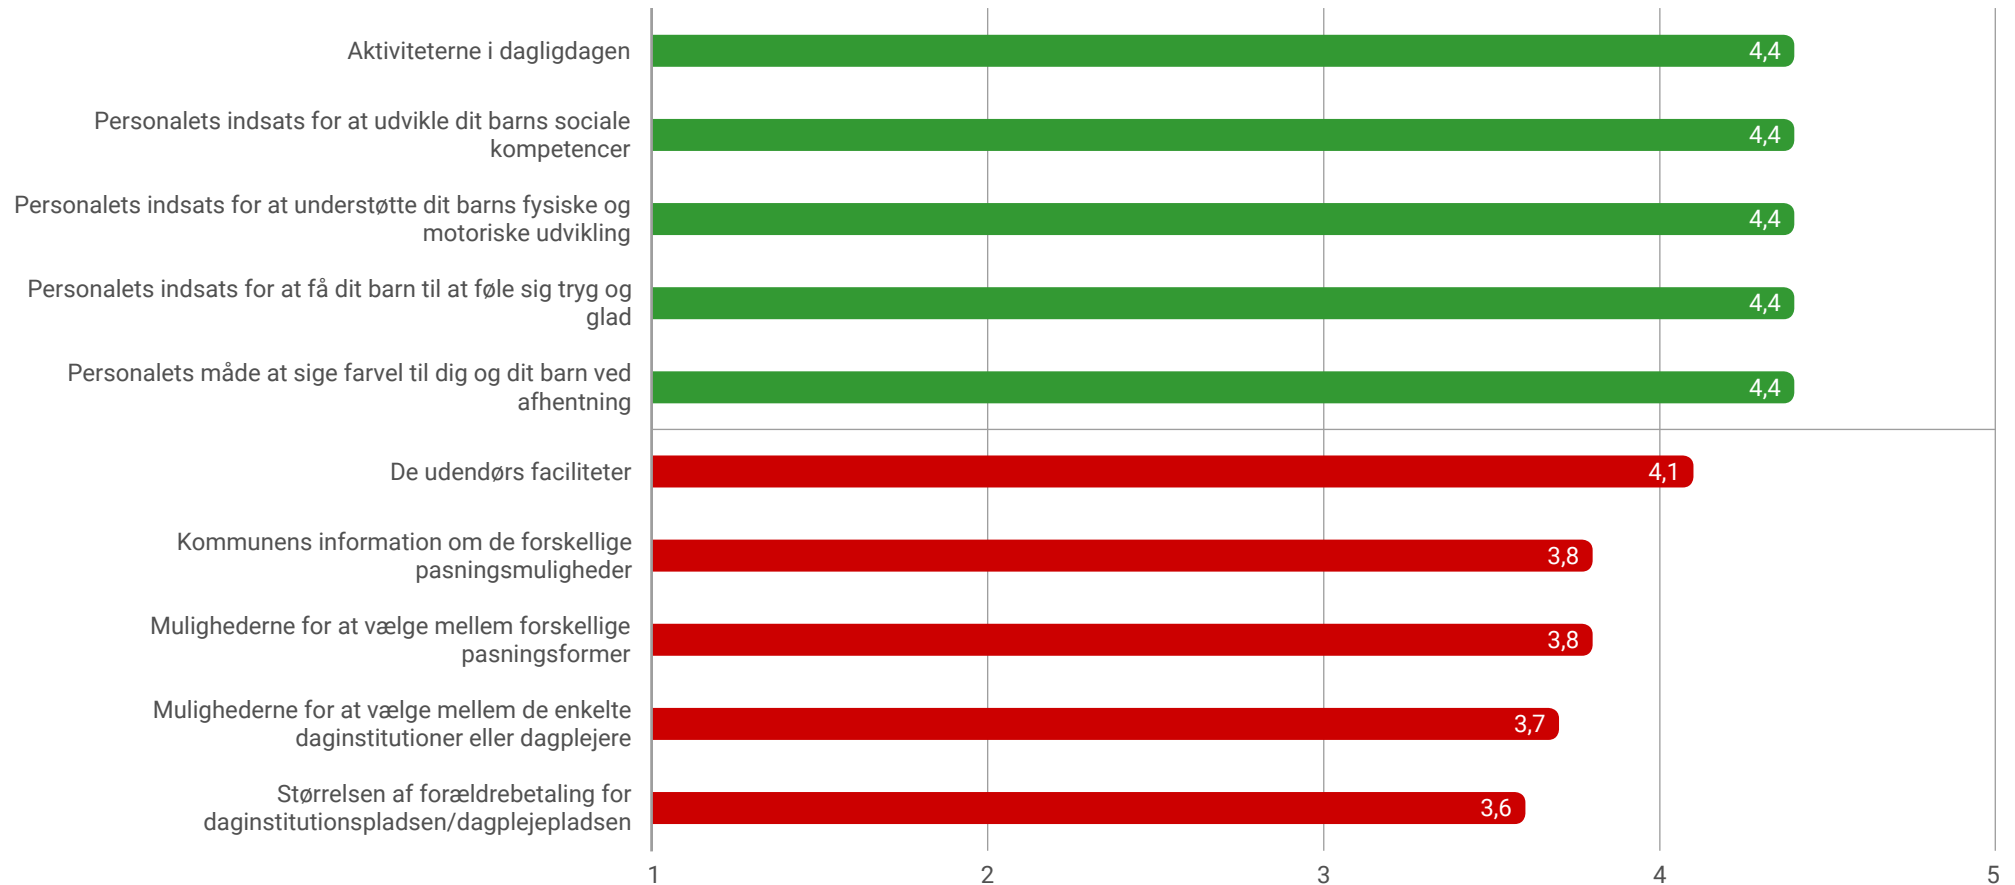 Aktiviteterne i dagligdagen
4,4
Personalets indsats for at udvikle dit barns sociale
kompetencer
4,4
Personalets indsats for at understøtte dit barns fysiske og
motoriske udvikling
4,4
Personalets indsats for at få dit barn til at føle sig tryg og
glad
4,4
Personalets måde at sige farvel til dig og dit barn ved
afhentning
4,4
De udendørs faciliteter
4,1
Kommunens information om de forskellige
pasningsmuligheder
3,8
Mulighederne for at vælge mellem forskellige
pasningsformer
3,8
Mulighederne for at vælge mellem de enkelte
daginstitutioner eller dagplejere
3,7
Størrelsen af forældrebetaling for
daginstitutionspladsen/dagplejepladsen
3,6
1 2 3 4 5